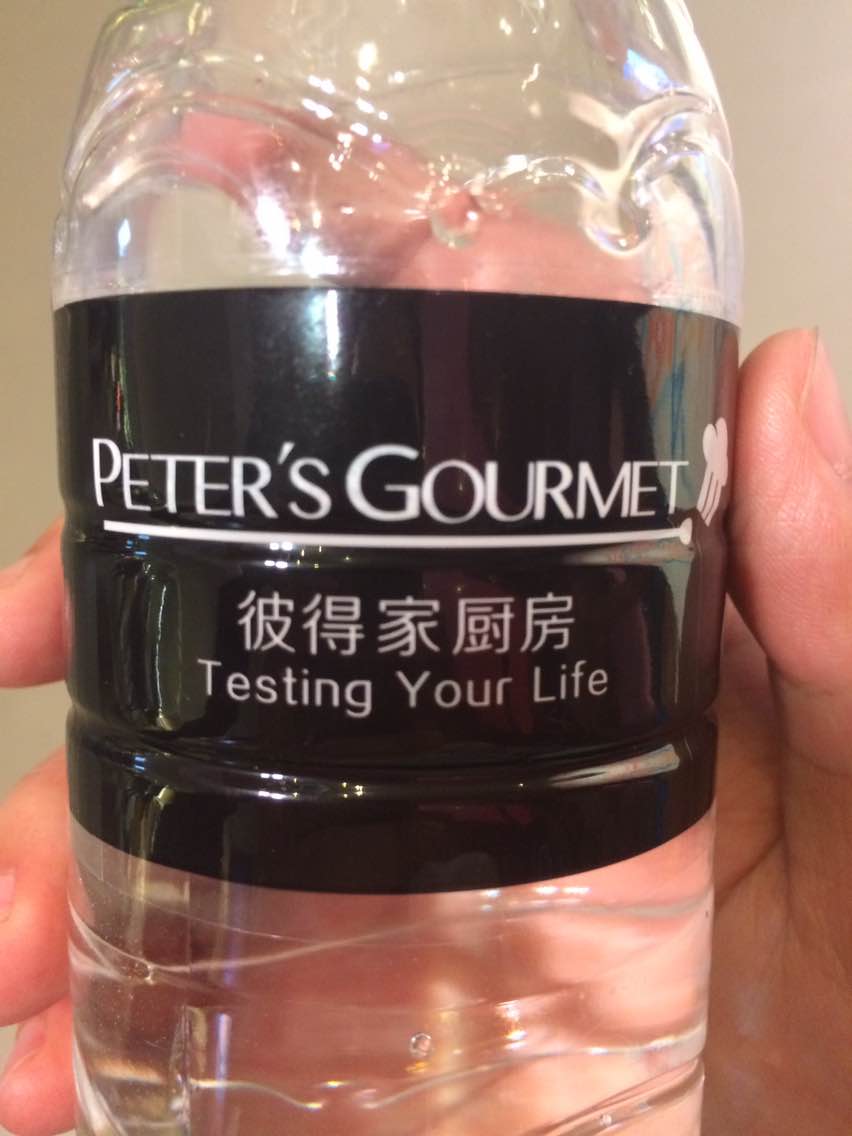 PETER'S GOURMET
彼得家厨房
Testing Your Life